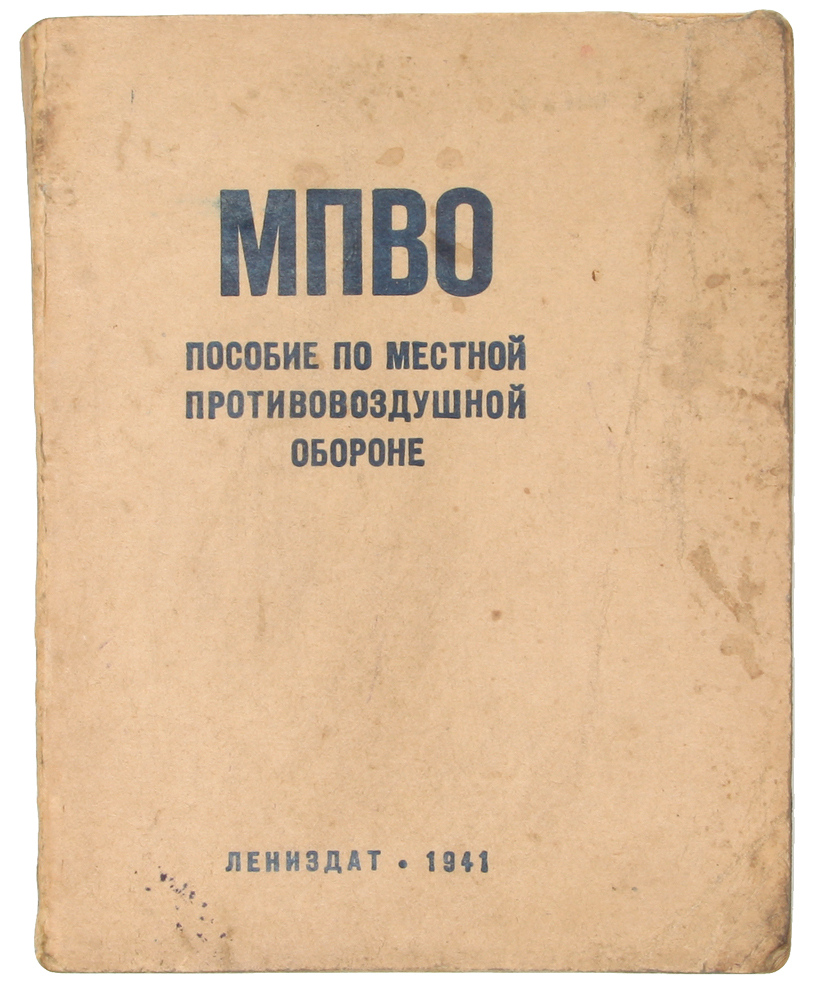 МПВО
ПОСОБИЕ ПО МЕСТНОЙ
ПРОТИВОВОЗДУШНОЙ
ОБОРОНЕ
ЛЕНИЗДАТ • 1941